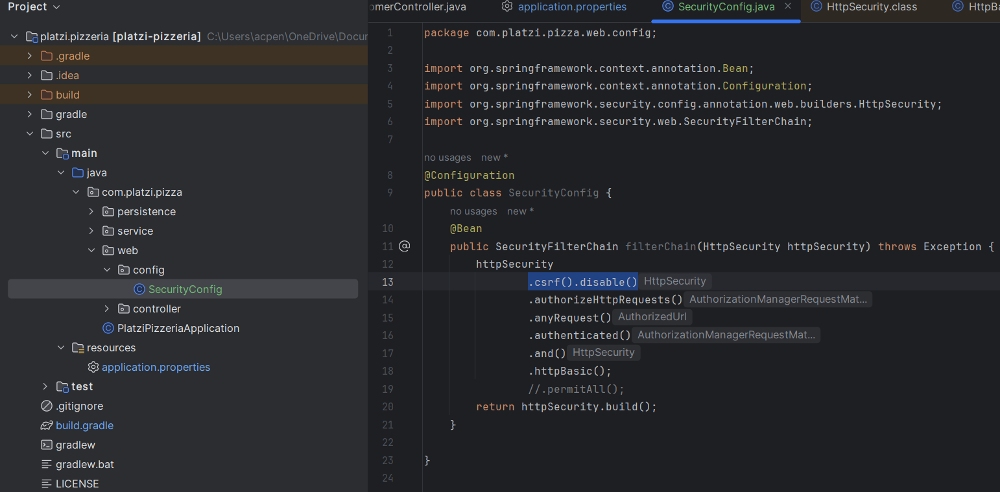 Project
platzi.pizzeria [platzi-pizzeria] C:\Users\acpen\OneDrive\Docur
.gradle
.idea
build
gradle
src
main
java
com.platzi.pizza
persistence
service
web
config
SecurityConfig
controller
PlatziPizzeriaApplication
resources
application.properties
test
.gitignore
build.gradle
gradlew
gradlew.bat
LICENSE
omerController.java application.properties SecurityConfig.java HttpSecurity.class HttpBa
1 package com.platzi.pizza.web.config;
2
3 import org.springframework.context.annotation.Bean;
4 import org.springframework.context.annotation.Configuration;
5 import org.springframework.security.config.annotation.web.builders.HttpSecurity;
6 import org.springframework.security.web.SecurityFilterChain;
7
no usages new *
8 @Configuration
9 public class SecurityConfig {
no usages new *
10 @Bean
11 public SecurityFilterChain filterChain(HttpSecurity httpSecurity) throws Exception {
12 httpSecurity
13 .csrf().disable() HttpSecurity
14 .authorizeHttpRequests() AuthorizationManagerRequestMat...
15 .anyRequest() AuthorizedUrl
16 .authenticated() AuthorizationManagerRequestMat...
17 .and() HttpSecurity
18 .httpBasic();
19 //.permitAll();
20 return httpSecurity.build();
21 }
22
23 }
24